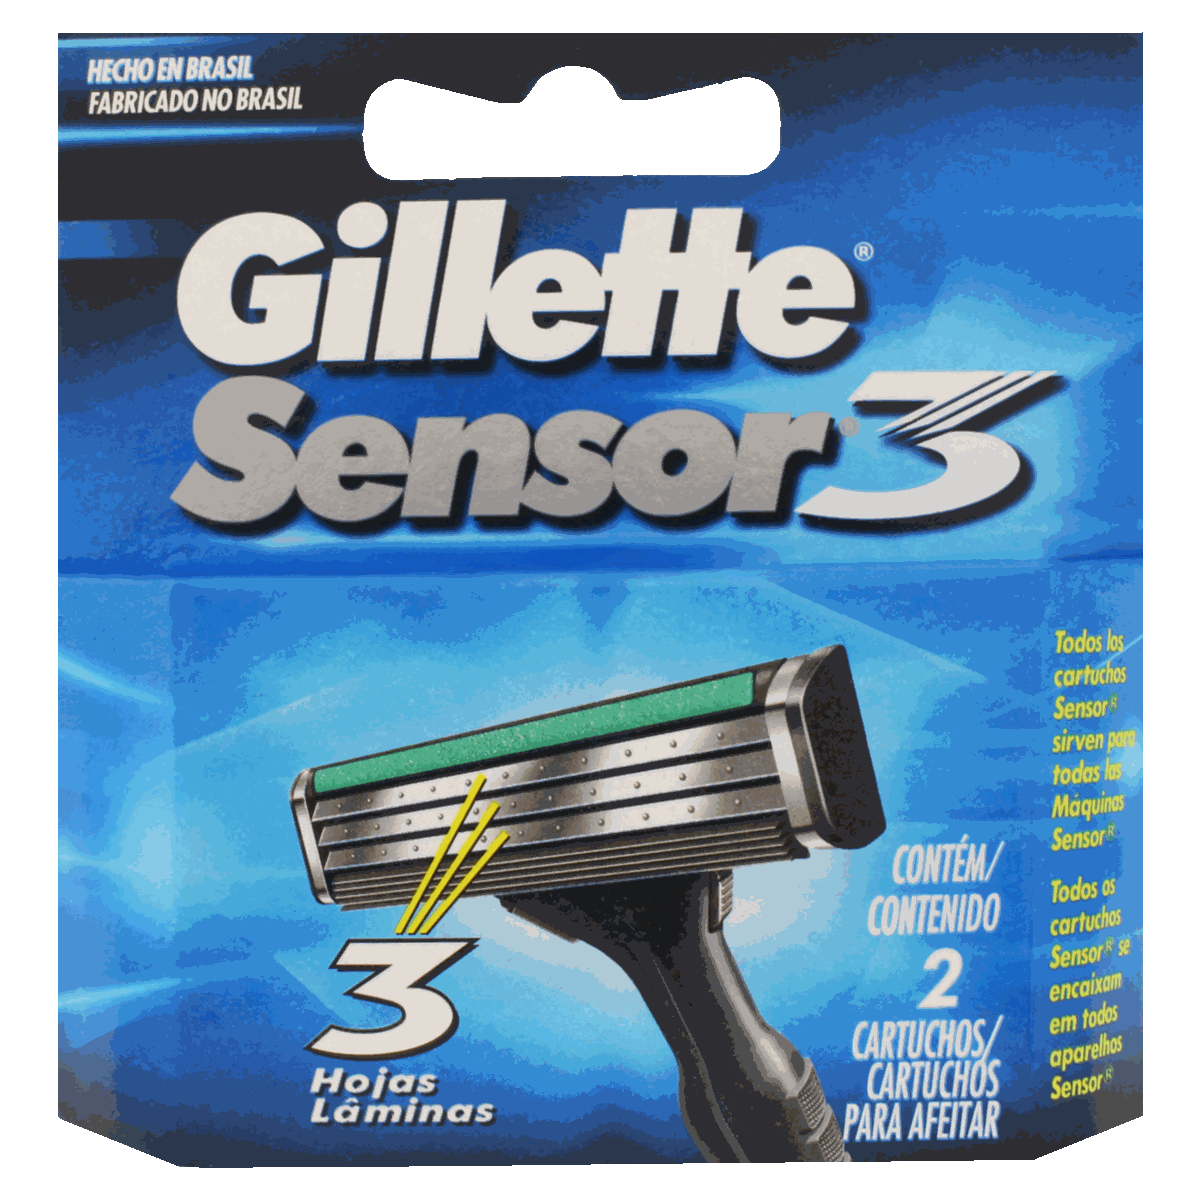 HECHO EN BRASIL
FABRICADO NO BRASIL
Gillette®
Sensor®3
Todos los
cartuchos
Sensor®
sirven para
todas las
Máquinas
Sensor®
CONTÉM/
CONTENIDO
2
CARTUCHOS/
CARTUCHOS
PARA AFEITAR
Todos os
cartuchos
Sensor® se
encaixam
em todos
aparelhos
Sensor®
3
Hojas
Lâminas